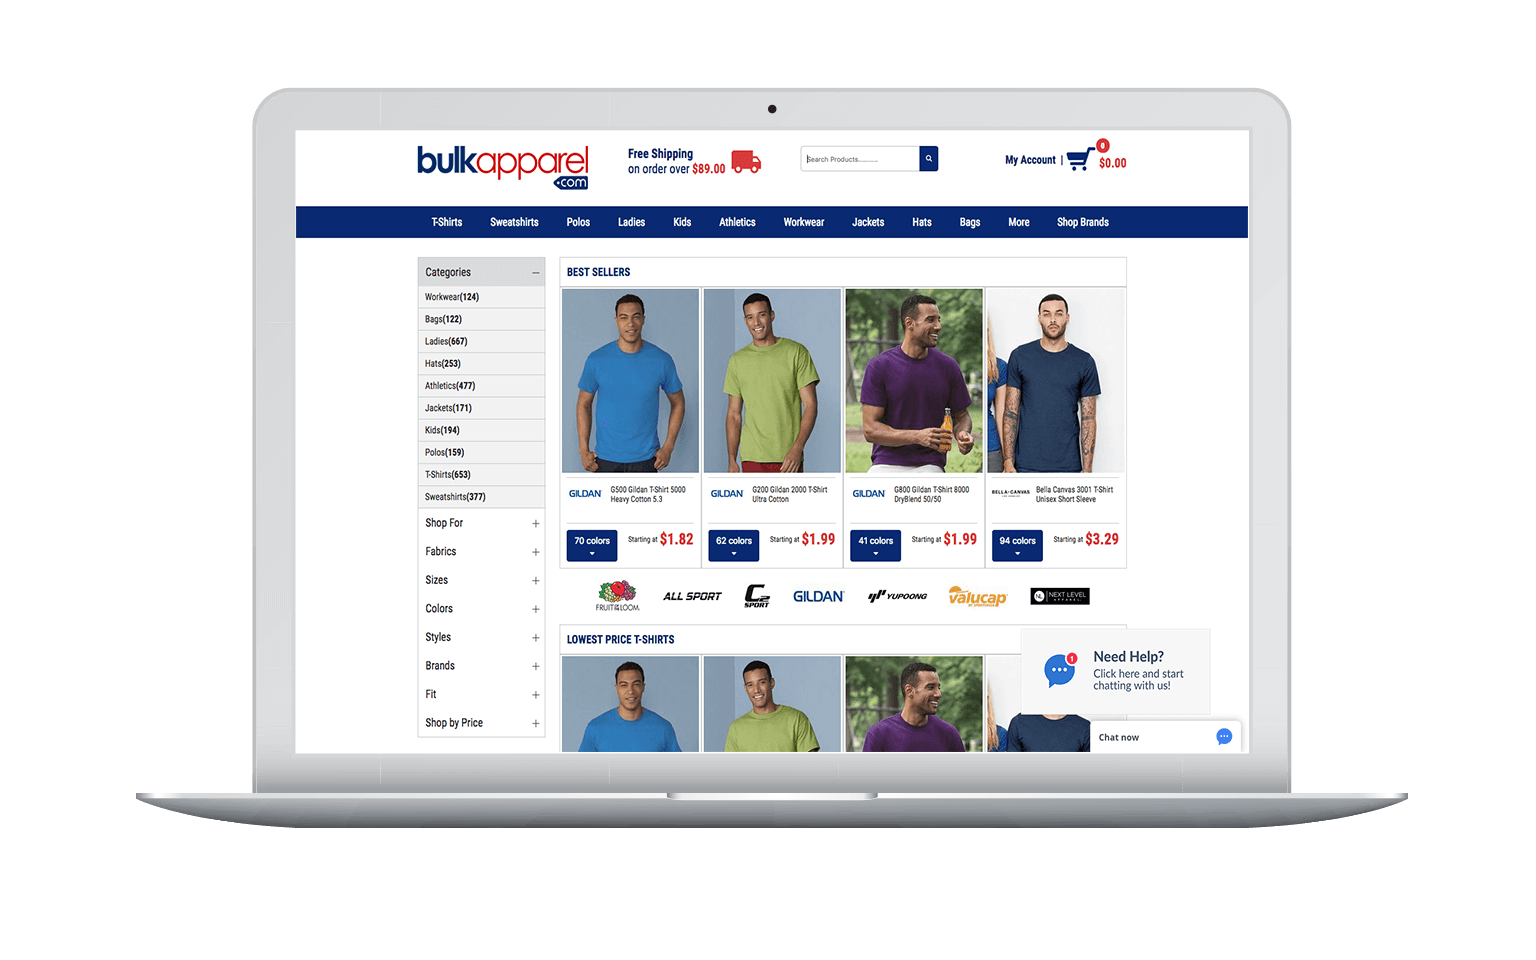 bulkapparel
.com
Free Shipping
on order over $89.00
Search Products............
My Account |
0
$0.00
T-Shirts Sweatshirts Polos Ladies Kids Athletics Workwear Jackets Hats Bags More Shop Brands
Categories
Workwear(124)
Bags(122)
Ladies(667)
Hats(253)
Athletics(477)
Jackets(171)
Kids(194)
Polos(159)
T-Shirts(653)
Sweatshirts(377)
Shop For
Fabrics
Sizes
Colors
Styles
Brands
Fit
Shop by Price
BEST SELLERS
GILDAN
G500 Gildan T-Shirt 5000
Heavy Cotton 5.3
70 colors
Starting at $1.82
GILDAN
G200 Gildan 2000 T-Shirt
Ultra Cotton
62 colors
Starting at $1.99
GILDAN
G800 Gildan T-Shirt 8000
DryBlend 50/50
41 colors
Starting at $1.99
BELLA+CANVAS
Bella Canvas 3001 T-Shirt
Unisex Short Sleeve
94 colors
Starting at $3.29
FRUIT OF THE LOOM
ALL SPORT
C2
SPORT
GILDAN
YUPOONG
valucap
NL NEXT LEVEL
APPAREL
LOWEST PRICE T-SHIRTS
1
Need Help?
Click here and start
chatting with us!
Chat now